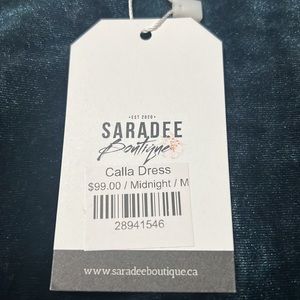 EST 2020
SARADEE
Boutique
Calla Dress
$99.00 / Midnight / M
28941546
www.saradeeboutique.ca